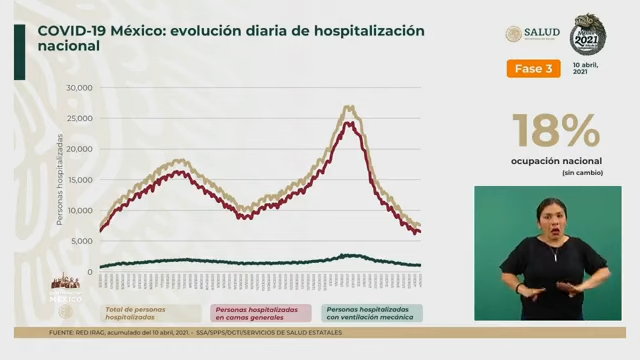 COVID-19 México: evolución diaria de hospitalización
nacional
SALUD
México
2021
Fase 3
10 abril,
2021
30,000
25,000
20,000
15,000
10,000
5,000
0
Personas hospitalizadas
18%
ocupación nacional
(sin cambio)
MÉXICO
Total de personas
hospitalizadas
Personas hospitalizadas
en camas generales
Personas hospitalizadas
con ventilación mecánica
FUENTE: RED IRAG, acumulado del 10 abril, 2021, - SSA/SPPS/DGTI/SERVICIOS DE SALUD ESTATALES